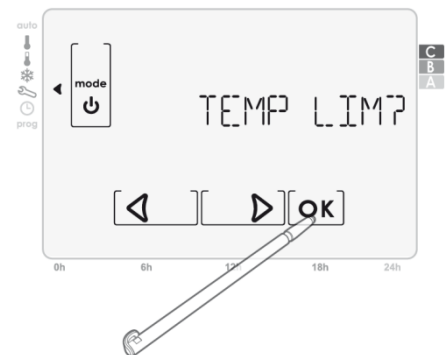 auto
prog
mode
TEMP LIM?
OK
C
B
A
0h 6h 12h 18h 24h